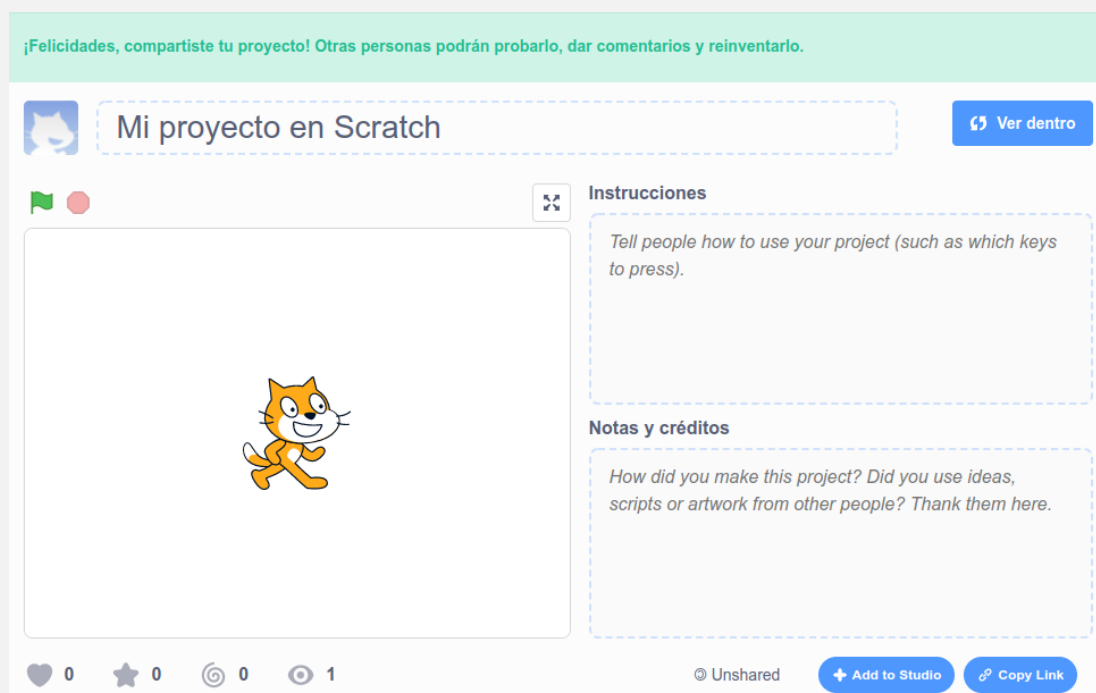 ¡Felicidades, compartiste tu proyecto! Otras personas podrán probarlo, dar comentarios y reinventarlo.
Mi proyecto en Scratch
Ver dentro
Instrucciones
Tell people how to use your project (such as which keys
to press).
Notas y créditos
How did you make this project? Did you use ideas,
scripts or artwork from other people? Thank them here.
0 0 0 1
Unshared
Add to Studio
Copy Link